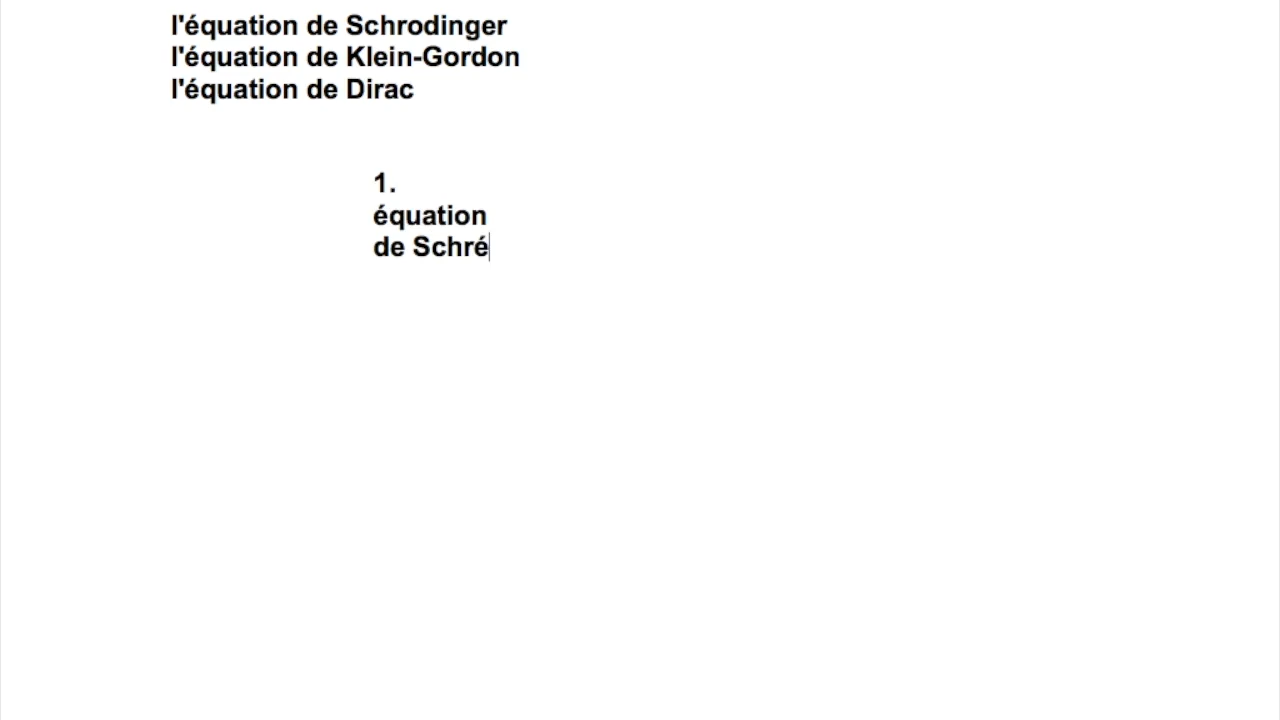 l'équation de Schrodinger
l'équation de Klein-Gordon
l'équation de Dirac
1.
équation
de Schré